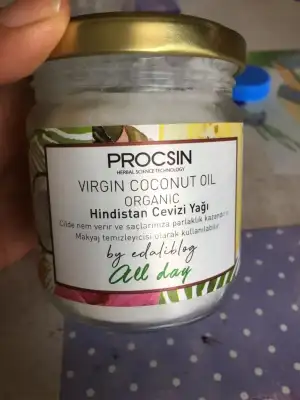 PROCSIN
HERBAL SCIENCE TECHNOLOGY
VIRGIN COCONUT OIL
ORGANIC
Hindistan Cevizi Yağı
Cilde nem verir ve saçlarınıza parlaklık kazandırır.
Makyaj temizleyicisi olarak kullanılabilir.
by edaliblog
All day